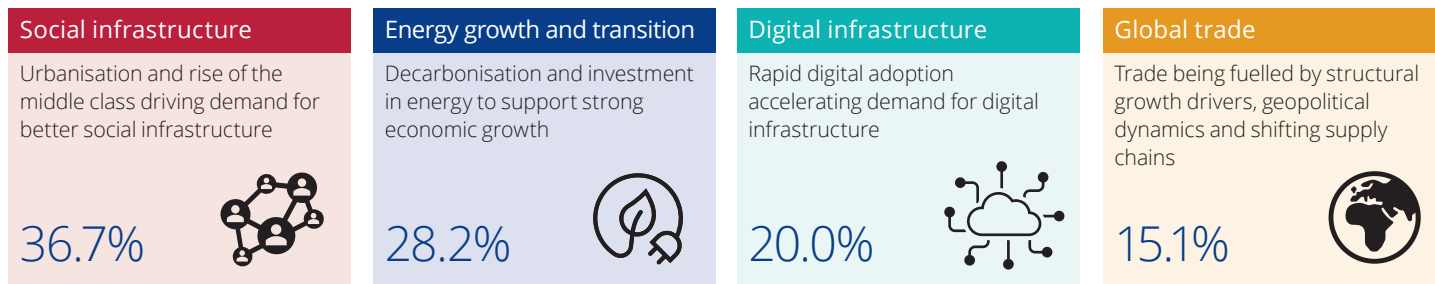 Social infrastructure
Urbanisation and rise of the
middle class driving demand for
better social infrastructure
36.7%
Energy growth and transition
Decarbonisation and investment
in energy to support strong
economic growth
28.2%
Digital infrastructure
Rapid digital adoption
accelerating demand for digital
infrastructure
20.0%
Global trade
Trade being fuelled by structural
growth drivers, geopolitical
dynamics and shifting supply
chains
15.1%